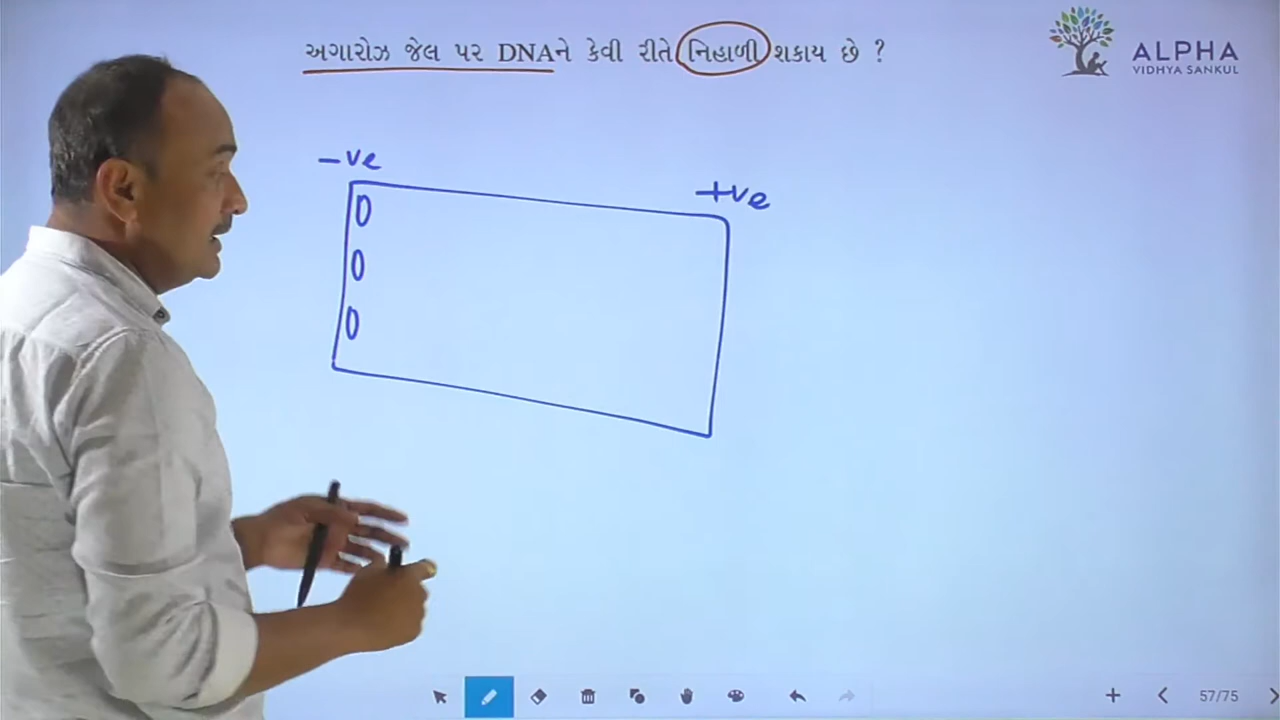 અગારોઝ જેલ પર DNAને કેવી રીતે નિહાળી શકાય છે ?
ALPHA
VIDHYA SANKUL
-ve
+ve
57/75